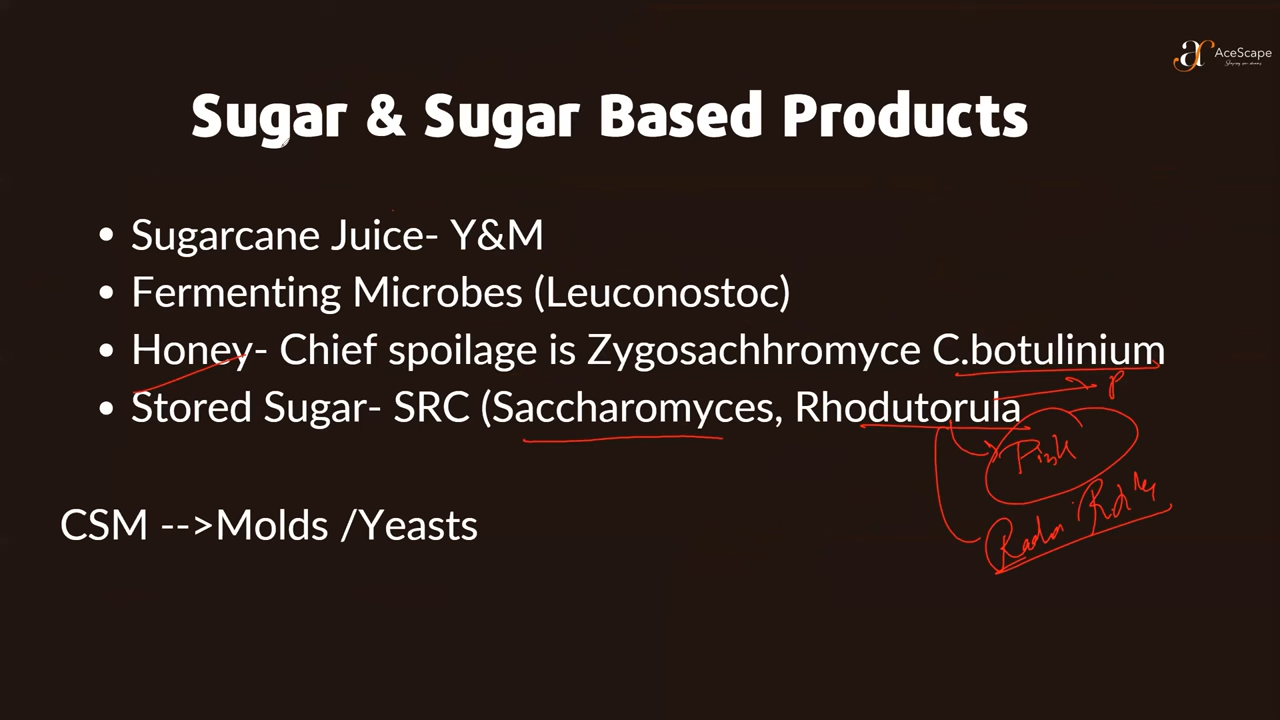 AceScape
Sugar & Sugar Based Products
• Sugarcane Juice- Y&M
• Fermenting Microbes (Leuconostoc)
• Honey- Chief spoilage is Zygosachhromyce C.botulinium
• Stored Sugar- SRC (Saccharomyces, Rhodutorula
P
Pink
CSM -->Molds /Yeasts